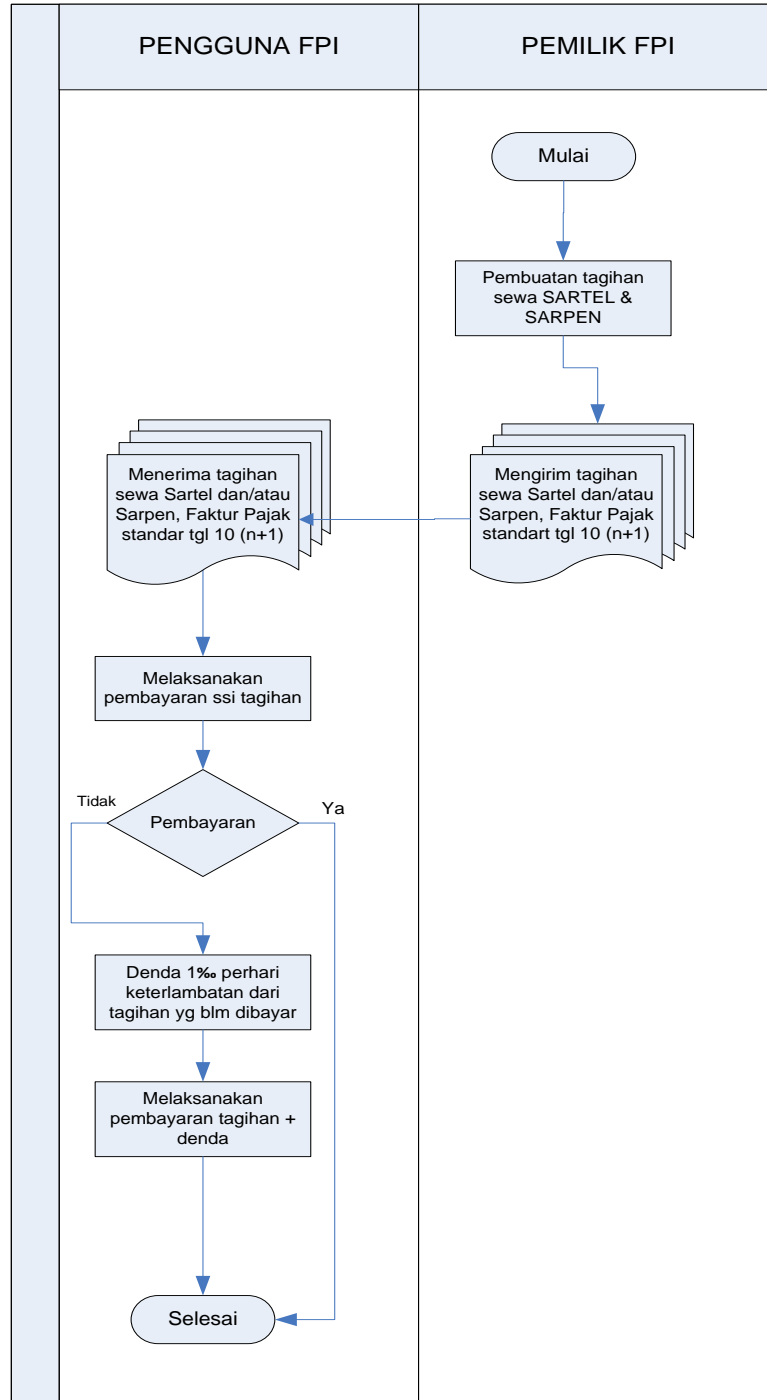 PENGGUNA FPI
PEMILIK FPI
Mulai
Pembuatan tagihan
sewa SARTEL &
SARPEN
Mengirim tagihan
sewa Sartel dan/atau
Sarpen, Faktur Pajak
standart tgl 10 (n+1)
Menerima tagihan
sewa Sartel dan/atau
Sarpen, Faktur Pajak
standar tgl 10 (n+1)
Melaksanakan
pembayaran ssi tagihan
Tidak
Ya
Pembayaran
Denda 1‰ perhari
keterlambatan dari
tagihan yg blm dibayar
Melaksanakan
pembayaran tagihan +
denda
Selesai